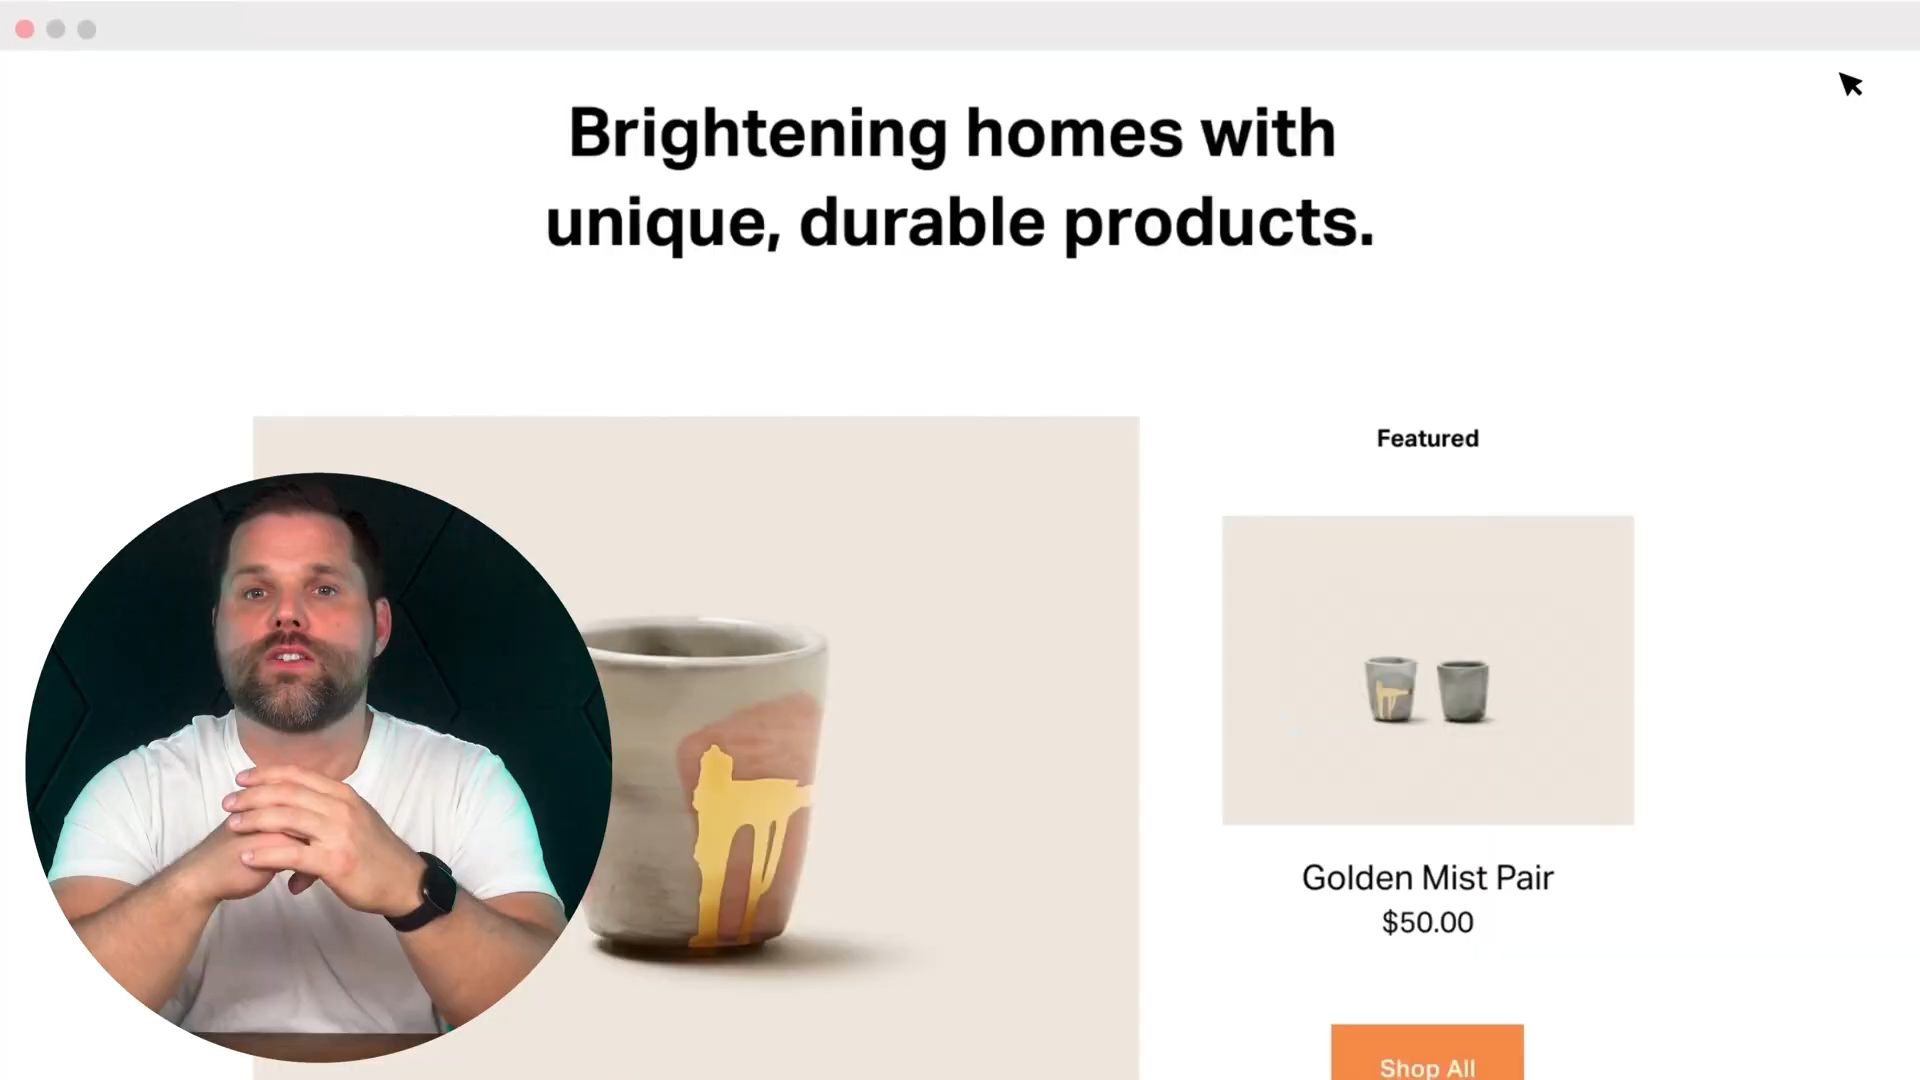 Brightening homes with
unique, durable products.
Featured
Golden Mist Pair
$50.00
Shop All